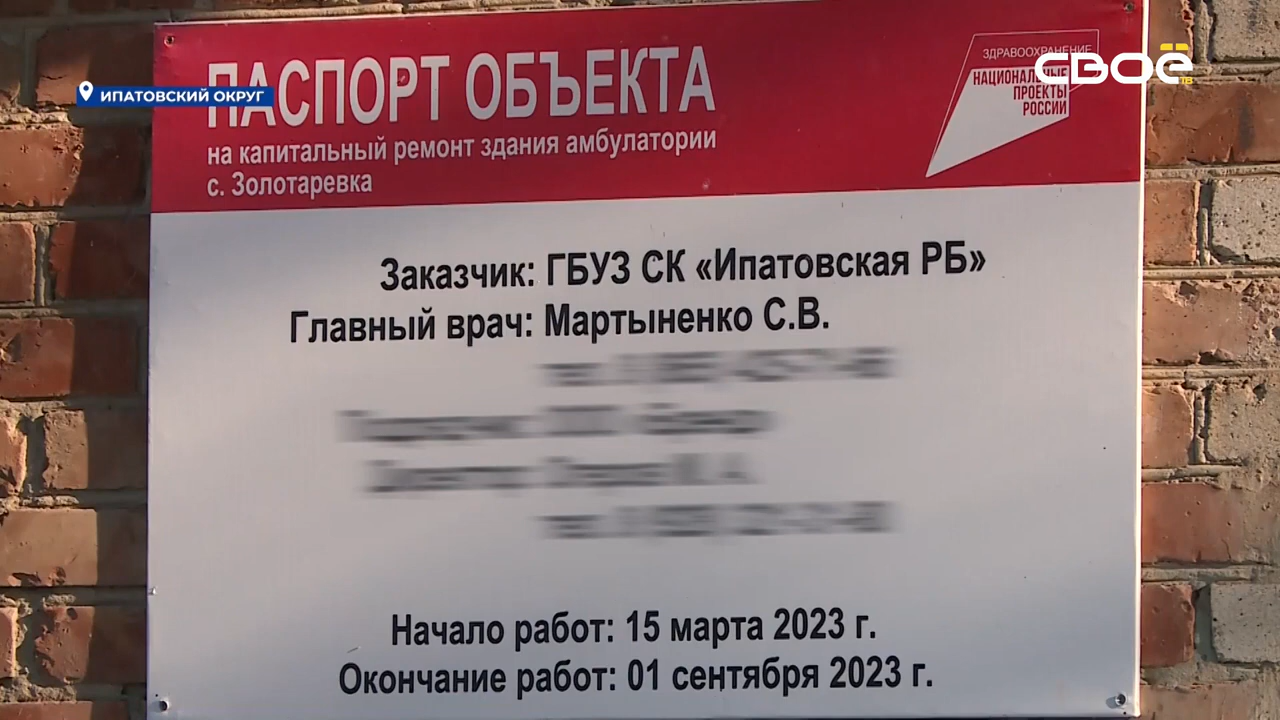 ИПАТОВСКИЙ ОКРУГ
ПАСПОРТ ОБЪЕКТА
на капитальный ремонт здания амбулатории
с. Золотаревка
ЗДРАВООХРАНЕНИЕ
НАЦИОНАЛЬНЫЕ
ПРОЕКТЫ
РОССИИ
СВОЁ
ТВ
Заказчик: ГБУЗ СК «Ипатовская РБ»
Главный врач: Мартыненко С.В.
Начало работ: 15 марта 2023 г.
Окончание работ: 01 сентября 2023 г.